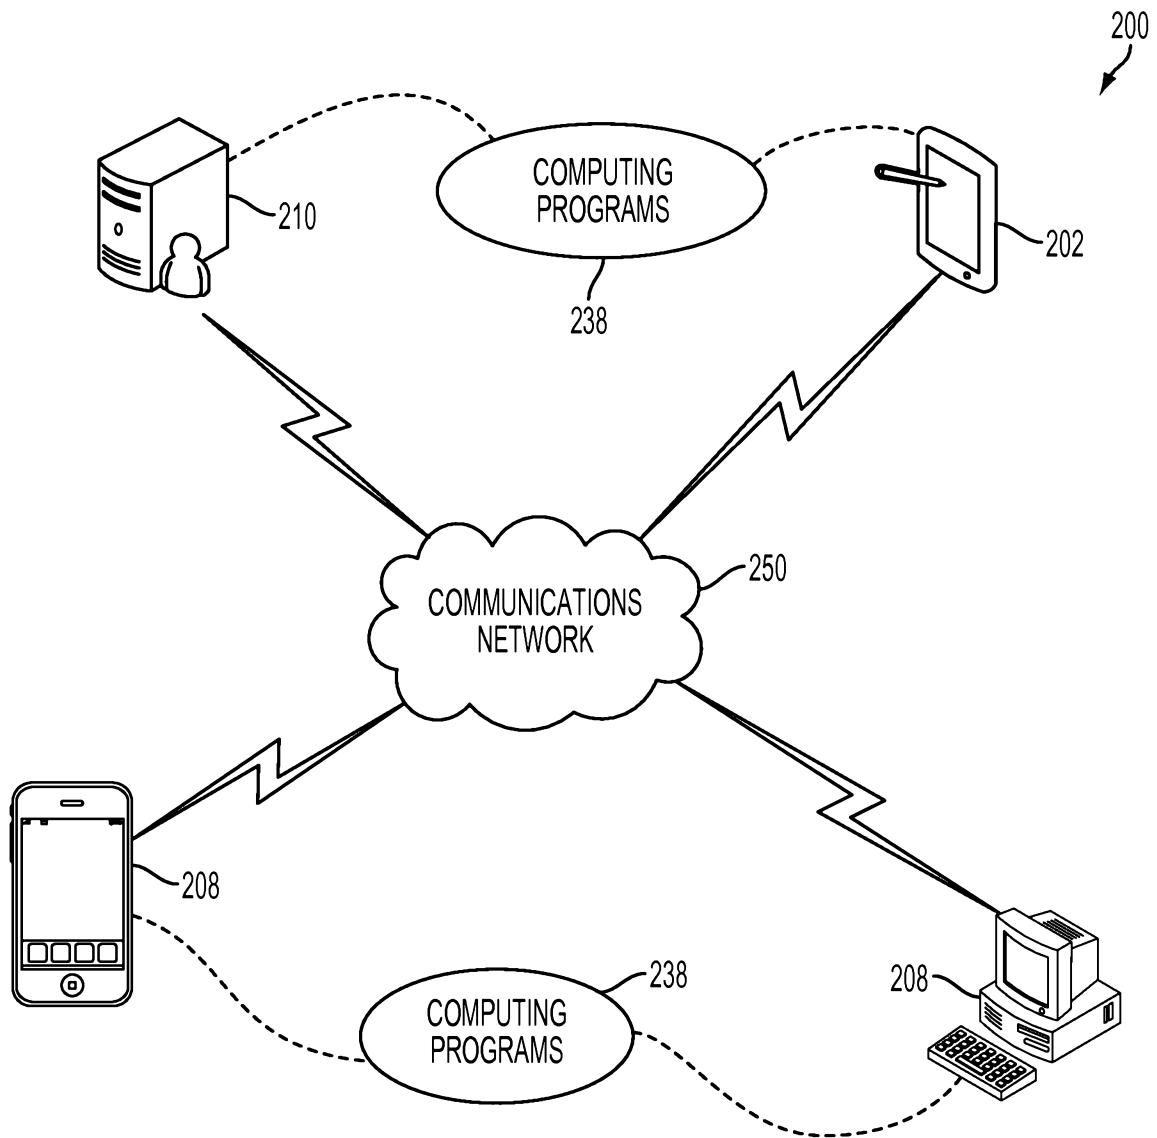 200
COMPUTING
PROGRAMS
210
202
238
250
COMMUNICATIONS
NETWORK
208
238
208
COMPUTING
PROGRAMS